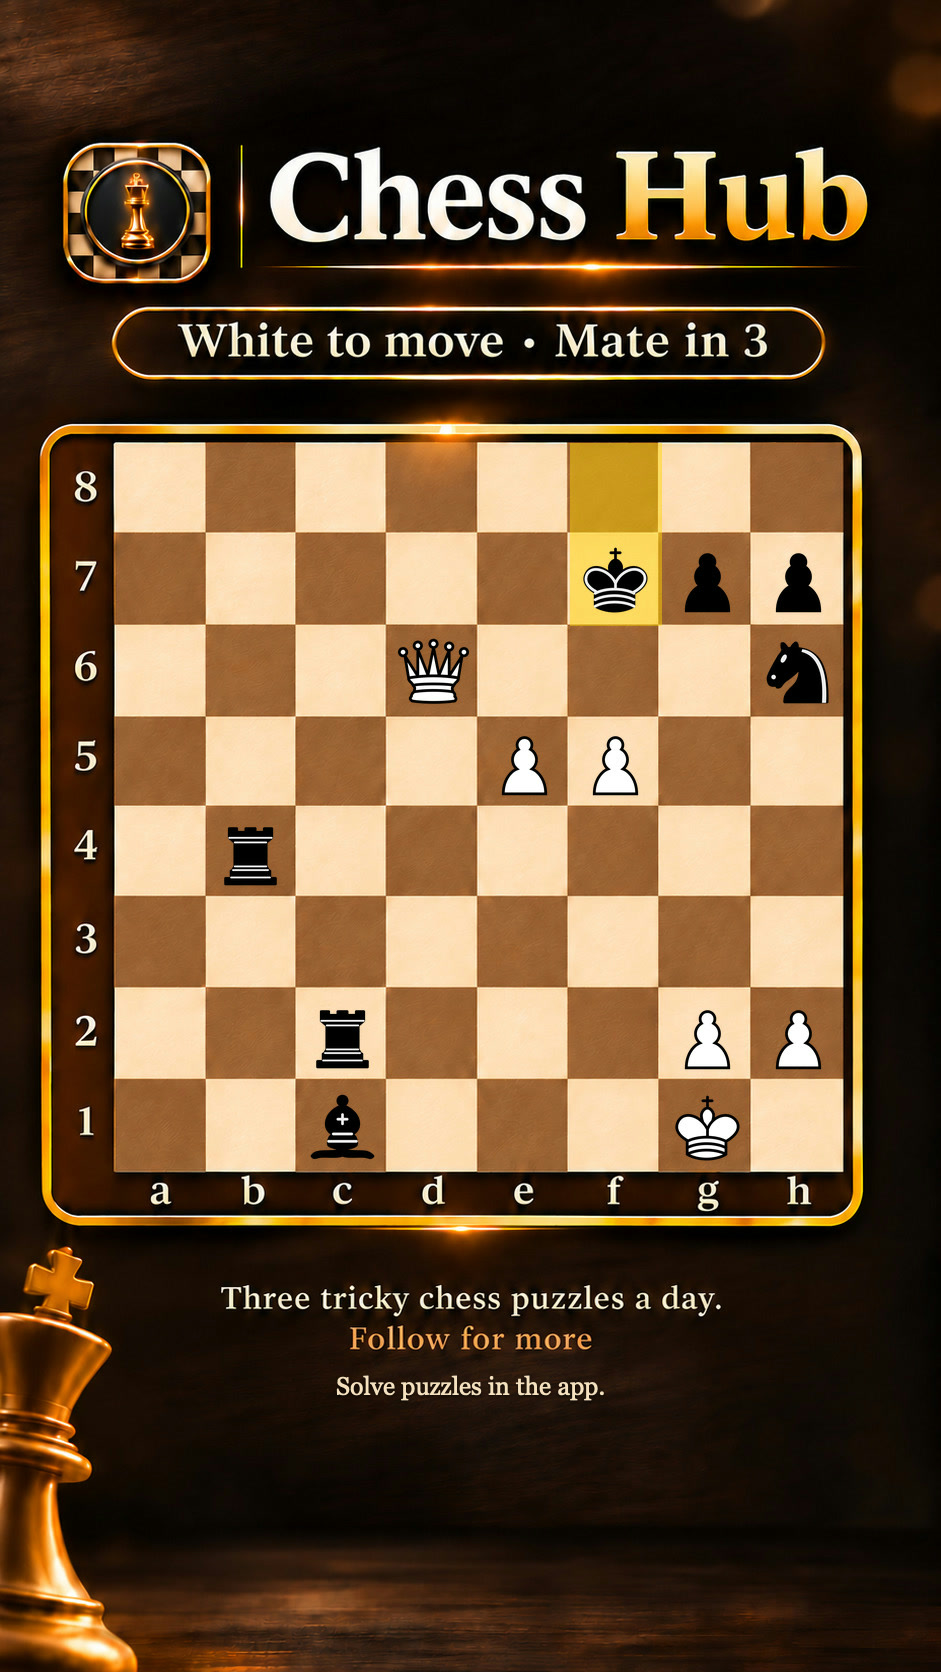 Chess Hub
White to move • Mate in 3
8
7
6
5
4
3
2
1
a b c d e f g h
Three tricky chess puzzles a day.
Follow for more
Solve puzzles in the app.